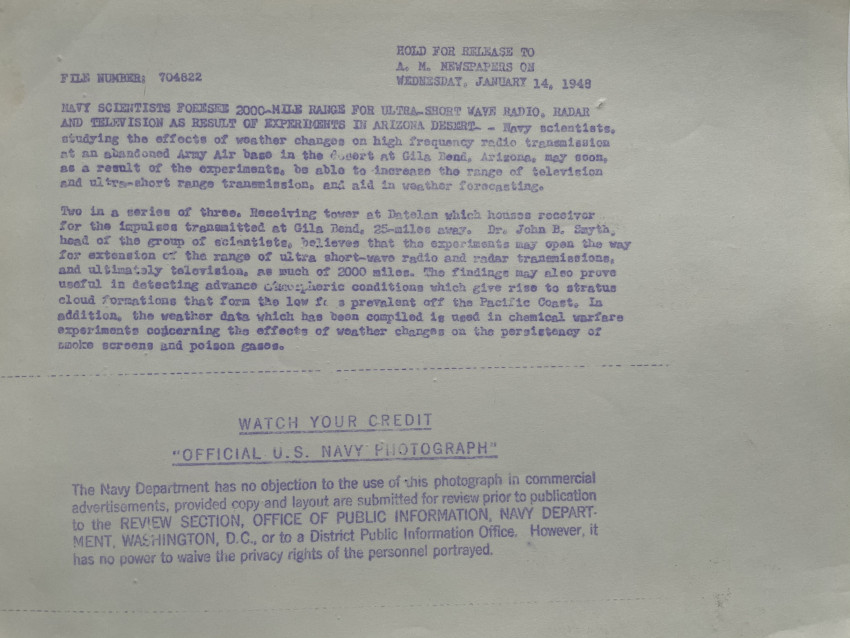 HOLD FOR RELEASE TO
A. M. NEWSPAPERS ON
FILE NUMBER: 704822
WEDNESDAY, JANUARY 14, 1948
NAVY SCIENTISTS FORESEE 2000-MILE RANGE FOR ULTRA-SHORT WAVE RADIO, RADAR
AND TELEVISION AS RESULT OF EXPERIMENTS IN ARIZONA DESERT- - Navy scientists,
studying the effects of weather changes on high frequency radio transmission
at an abandoned Army Air base in the desert at Gila Bend, Arizona, may soon,
as a result of the experiments, be able to increase the range of television
and ultra-short range transmission, and aid in weather forecasting.
Two in a series of three. Receiving tower at Datelan which houses receiver
for the impulses transmitted at Gila Bend, 25-miles away. Dr. John B. Smyth,
head of the group of scientists, believes that the experiments may open the way
for extension of the range of ultra short-wave radio and radar transmissions,
and ultimately television, as much of 2000 miles. The findings may also prove
useful in detecting advance atmospheric conditions which give rise to stratus
cloud formations that form the low prevalent off the Pacific Coast. In
addition, the weather data which has been compiled is used in chemical warfare
experiments concerning the effects of weather changes on the persistency of
smoke screens and poison gases.
WATCH YOUR CREDIT
"OFFICIAL U.S. NAVY PHOTOGRAPH"
The Navy Department has no objection to the use of this photograph in commercial
advertisements, provided copy and layout are submitted for review prior to publication
to the REVIEW SECTION, OFFICE OF PUBLIC INFORMATION, NAVY DEPART-
MENT, WASHINGTON, D.C., or to a District Public Information Office. However, it
has no power to waive the privacy rights of the personnel portrayed.